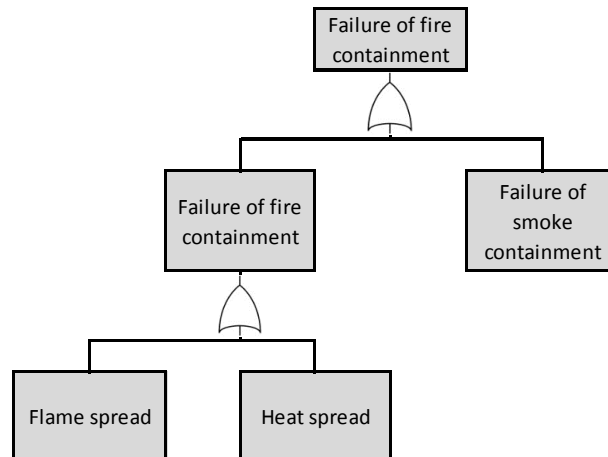 Failure of fire
containment
Failure of fire
containment
Failure of
smoke
containment
Flame spread
Heat spread